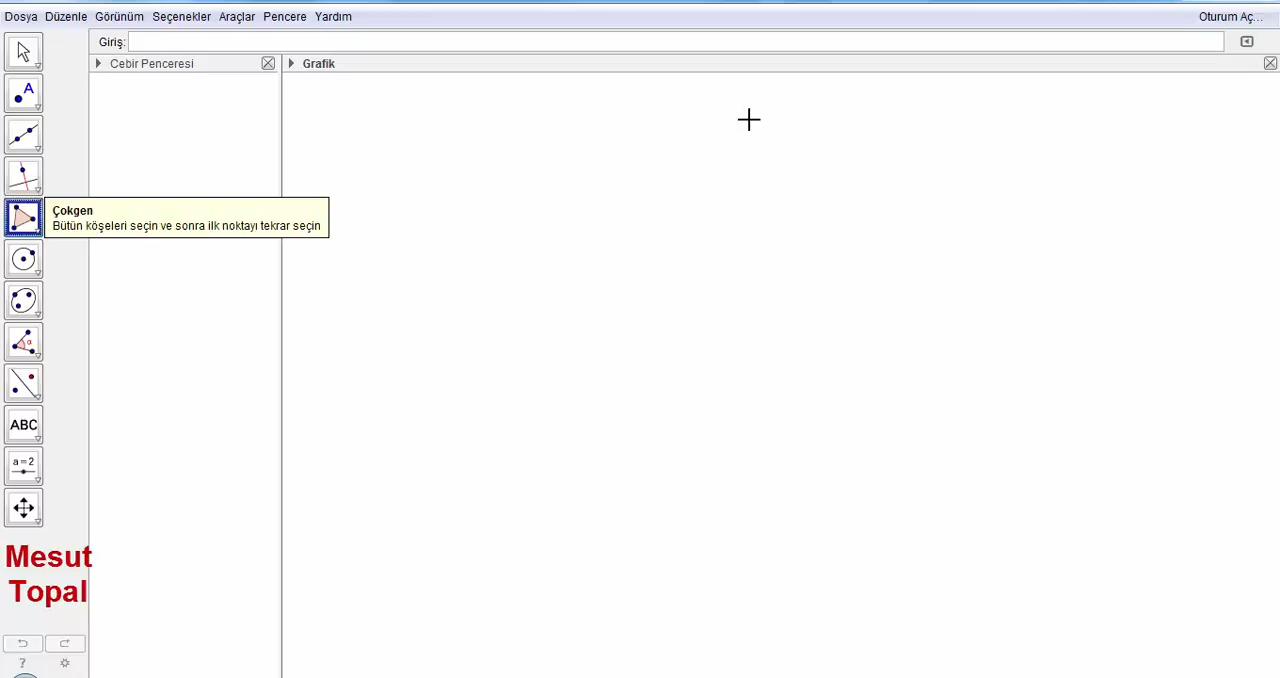 Dosya Düzenle Görünüm Seçenekler Araçlar Pencere Yardım Oturum Aç...
Giriş:
Cebir Penceresi
Grafik
A
Çokgen
Bütün köşeleri seçin ve sonra ilk noktayı tekrar seçin
α
ABC
a=2
Mesut
Topal
?